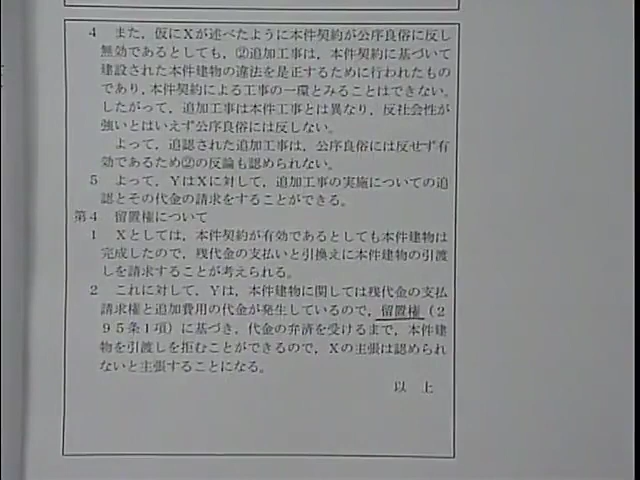 4　また，仮にXが述べたように本件契約が公序良俗に反し
無効であるとしても，②追加工事は，本件契約に基づいて
建設された本件建物の違法を是正するために行われたもの
であり，本件契約による工事の一環とみることはできない。
したがって，追加工事は本件工事とは異なり，反社会性が
強いとはいえず公序良俗には反しない。
よって，追認された追加工事は，公序良俗には反せず有
効であるため②の反論も認められない。
5　よって，YはXに対して，追加工事の実施についての追
認とその代金の請求をすることができる。
第4　留置権について
1　Xとしては，本件契約が有効であるとしても本件建物は
完成したので，残代金の支払いと引換えに本件建物の引渡
しを請求することが考えられる。
2　これに対して，Yは，本件建物に関しては残代金の支払
請求権と追加費用の代金が発生しているので，留置権（2
95条1項）に基づき，代金の弁済を受けるまで，本件建
物を引渡しを拒むことができるので，Xの主張は認められ
ないと主張することになる。
以　上